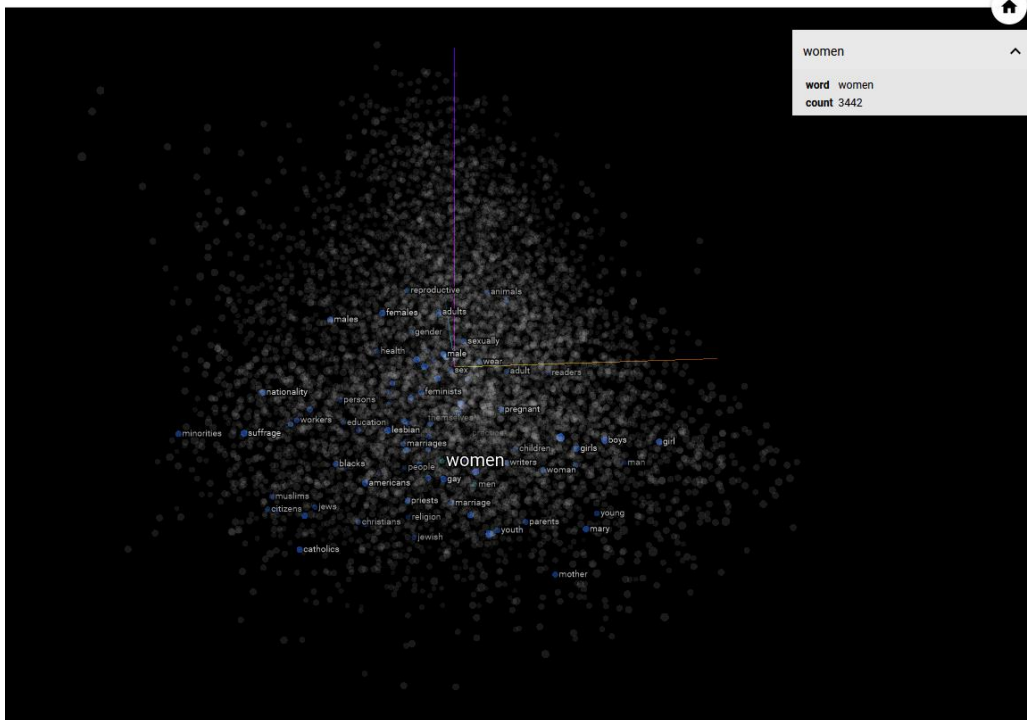 women
word women
count 3442
reproductive
animals
females
adults
males
gender
sexually
health
male
wear
sex
adult
readers
nationality
feminists
persons
pregnant
themselves
workers
education
lesbian
minorities
suffrage
boys
girl
marriages
children
girls
women
writers
man
blacks
people
woman
gay
men
americans
muslims
priests
marriage
citizens
jews
young
religion
christians
parents
mary
youth
jewish
catholics
mother